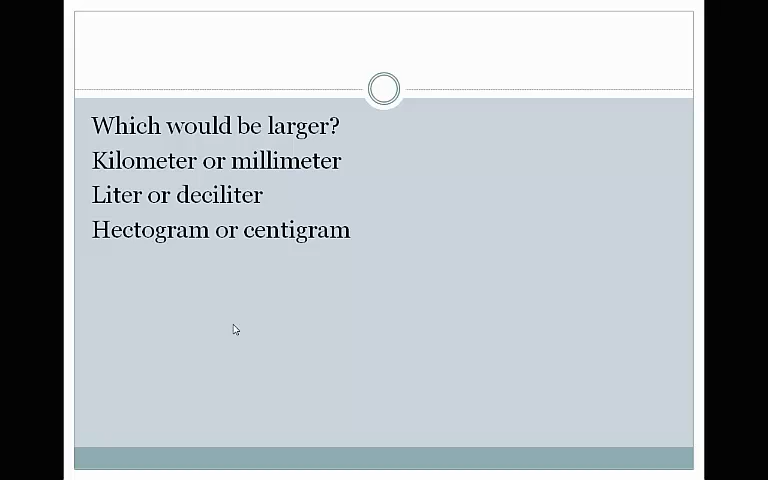 Which would be larger?
Kilometer or millimeter
Liter or deciliter
Hectogram or centigram